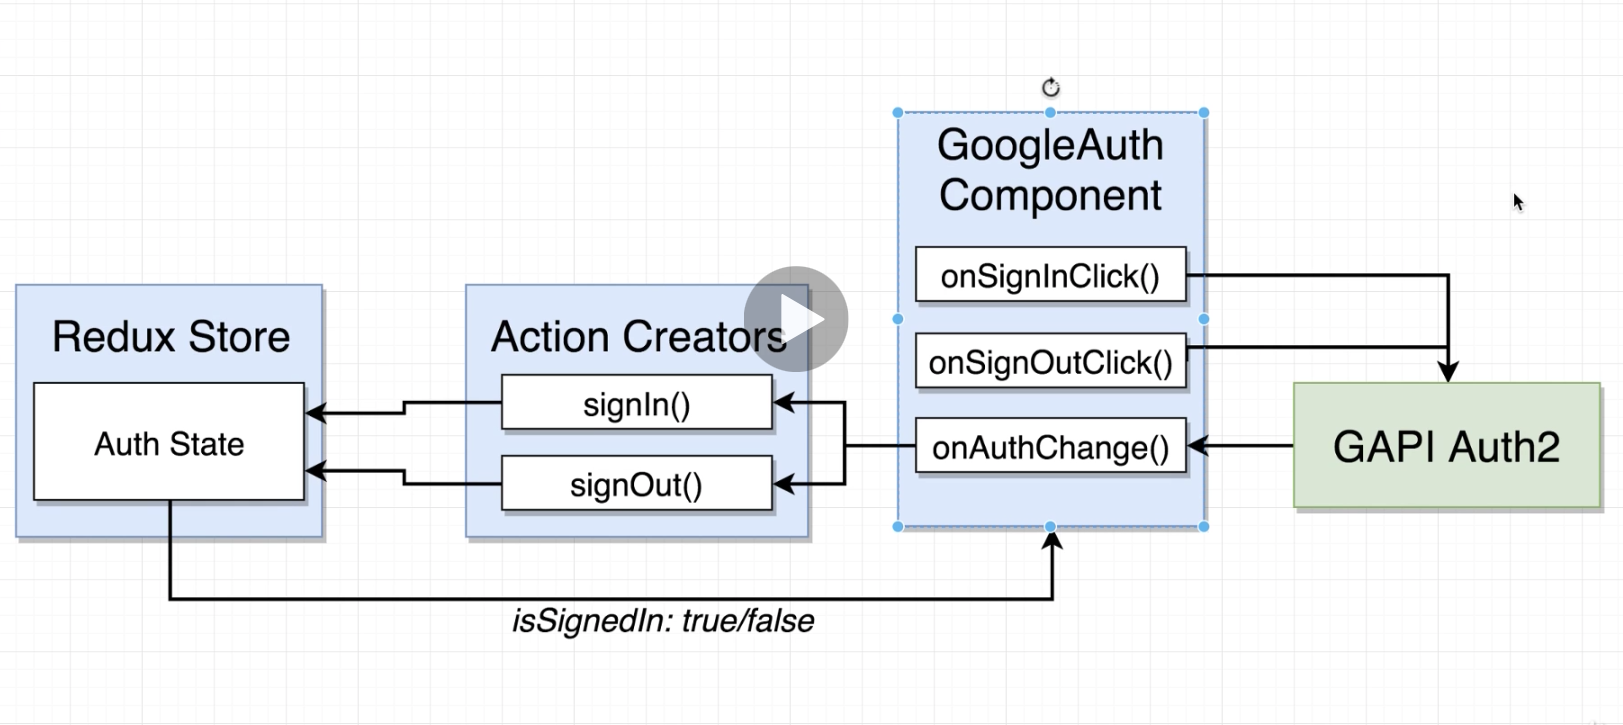 GoogleAuth
Component
onSignInClick()
onSignOutClick()
onAuthChange()
Redux Store
Auth State
Action Creators
signIn()
signOut()
GAPI Auth2
isSignedIn: true/false